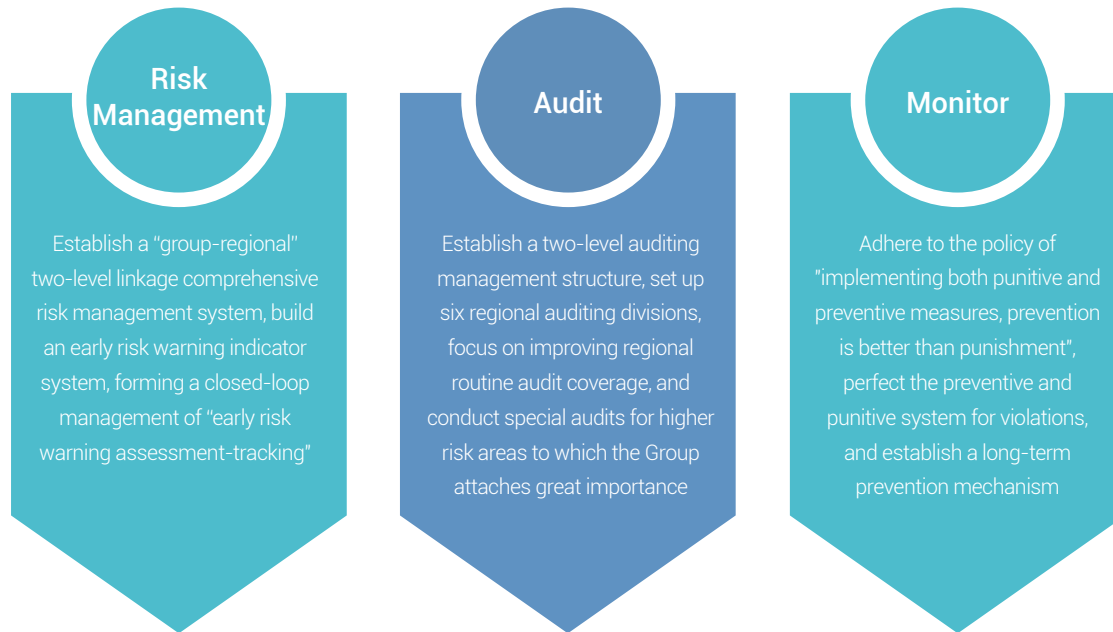 Risk
Management
Establish a “group-regional”
two-level linkage comprehensive
risk management system, build
an early risk warning indicator
system, forming a closed-loop
management of “early risk
warning assessment-tracking”
Audit
Establish a two-level auditing
management structure, set up
six regional auditing divisions,
focus on improving regional
routine audit coverage, and
conduct special audits for higher
risk areas to which the Group
attaches great importance
Monitor
Adhere to the policy of
"implementing both punitive and
preventive measures, prevention
is better than punishment”,
perfect the preventive and
punitive system for violations,
and establish a long-term
prevention mechanism